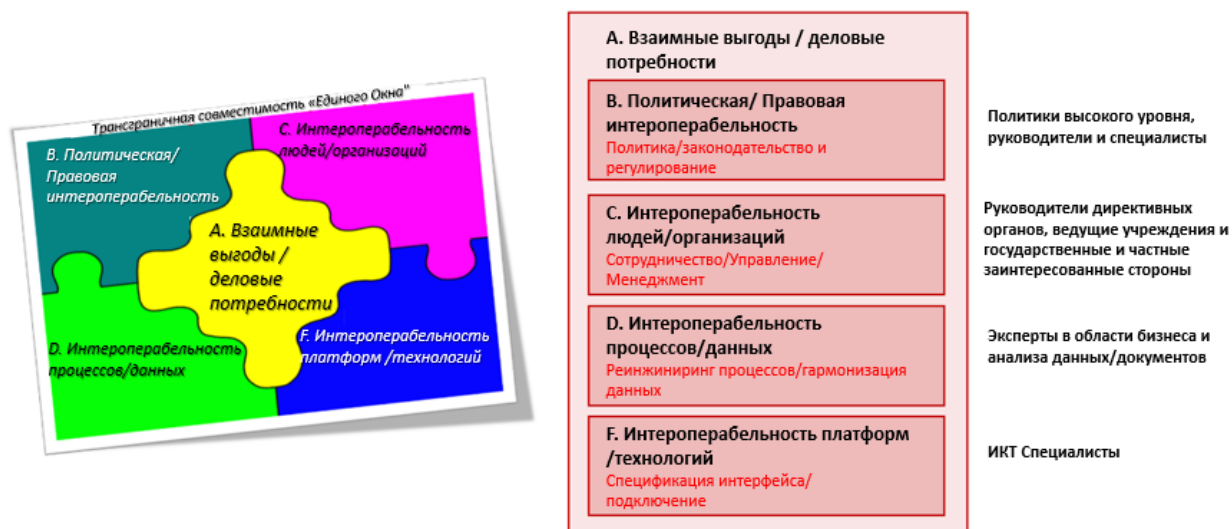 Трансграничная совместимость «Единого Окна"
B. Политическая/
Правовая
интероперабельность
C. Интероперабельность
людей/организаций
A. Взаимные
выгоды /
деловые
потребности
D. Интероперабельность
процессов/данных
F. Интероперабельность
платформ /технологий
A. Взаимные выгоды / деловые
потребности
B. Политическая/ Правовая
интероперабельность
Политика/законодательство и
регулирование
C. Интероперабельность
людей/организаций
Сотрудничество/Управление/
Менеджмент
D. Интероперабельность
процессов/данных
Реинжиниринг процессов/гармонизация
данных
F. Интероперабельность платформ
/технологий
Спецификация интерфейса/
подключение
Политики высокого уровня,
руководители и специалисты
Руководители директивных
органов, ведущие учреждения и
государственные и частные
заинтересованные стороны
Эксперты в области бизнеса и
анализа данных/документов
ИКТ Специалисты